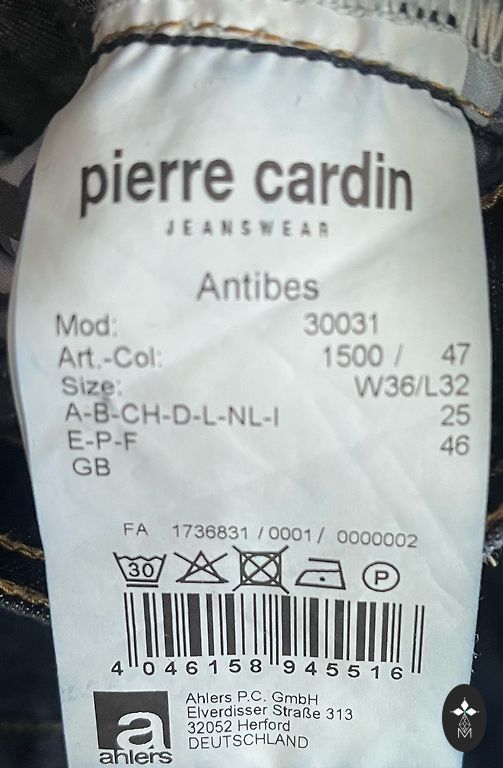 pierre cardin
JEANSWEAR
Antibes
Mod: 30031
Art.-Col: 1500 / 47
Size: W36/L32
A-B-CH-D-L-NL-I 25
E-P-F 46
GB
FA 1736831 / 0001 / 0000002
30 P
4 046158 945516
a
ahlers
Ahlers P.C. GmbH
Elverdisser Straße 313
32052 Herford
DEUTSCHLAND
M